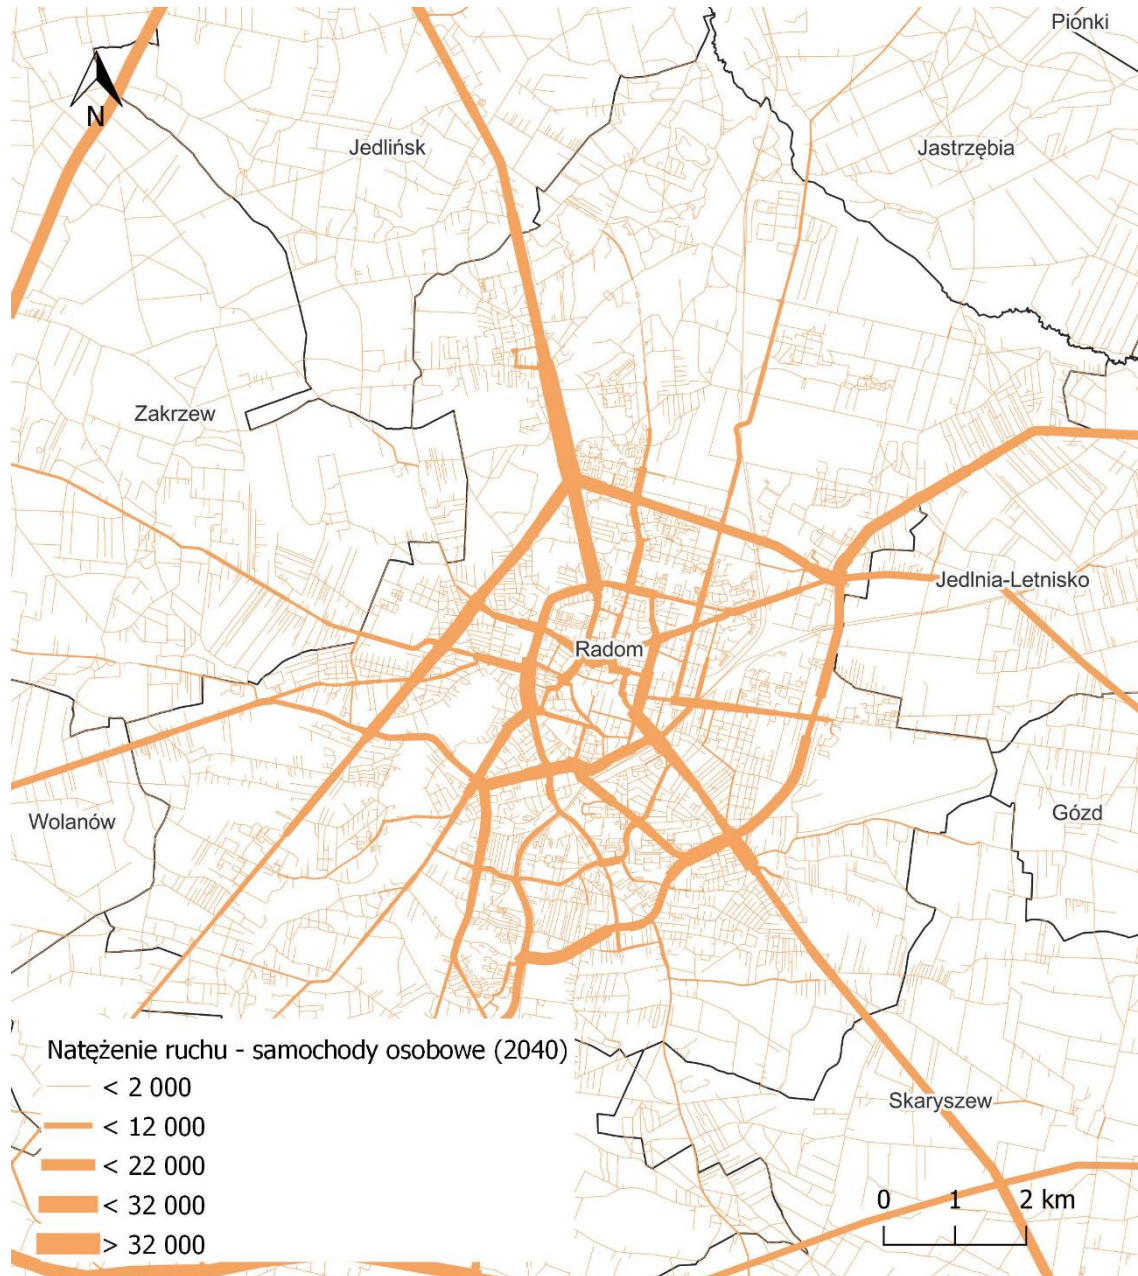 Pionki
N
Jedlińsk
Jastrzębia
Zakrzew
Jedlnia-Letnisko
Radom
Wolanów
Gózd
Natężenie ruchu - samochody osobowe (2040)
< 2 000
< 12 000
< 22 000
< 32 000
> 32 000
Skaryszew
0 1 2 km